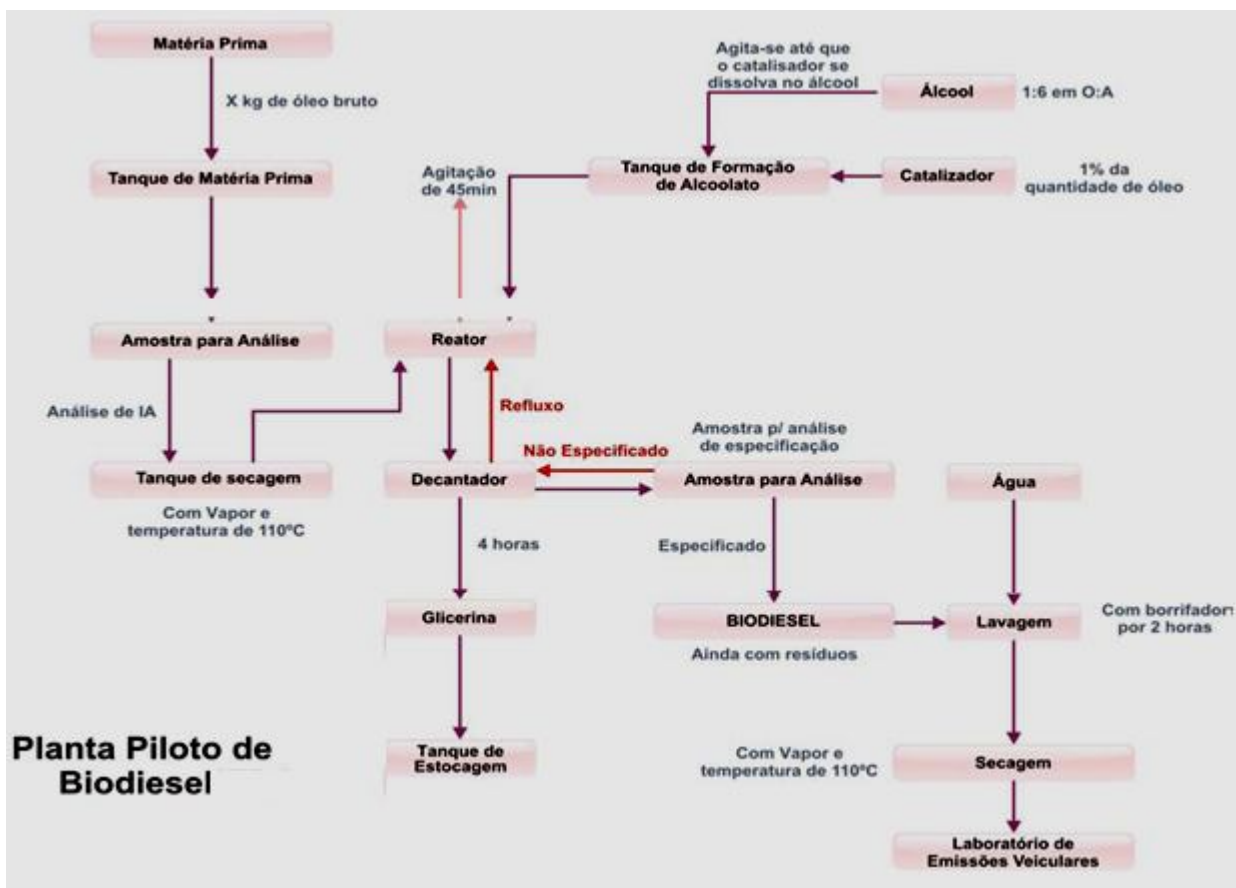 Matéria Prima
X kg de óleo bruto
Tanque de Matéria Prima
Amostra para Análise
Análise de IA
Tanque de secagem
Com Vapor e
temperatura de 110ºC
Agita-se até que
o catalisador se
dissolva no álcool
Álcool
1:6 em O:A
Tanque de Formação
de Alcoolato
Catalizador
1% da
quantidade de óleo
Agitação
de 45min
Reator
Refluxo
Não Especificado
Decantador
4 horas
Glicerina
Tanque de
Estocagem
Amostra p/ análise
de especificação
Amostra para Análise
Especificado
BIODIESEL
Ainda com resíduos
Água
Lavagem
Com borrifador
por 2 horas
Com Vapor e
temperatura de 110ºC
Secagem
Laboratório de
Emissões Veiculares
Planta Piloto de
Biodiesel